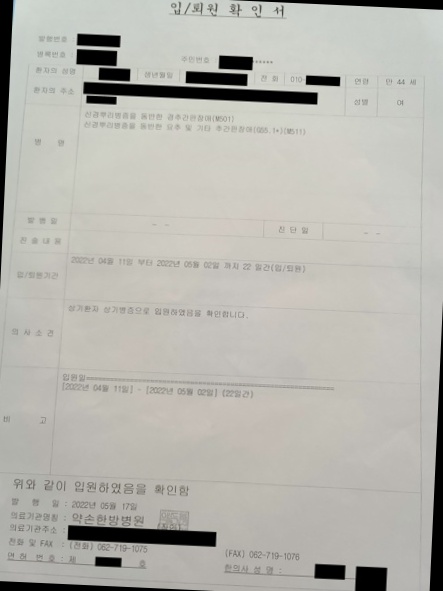 입/퇴원 확인서
발행번호
병록번호 : 주민번호 : ******
환자의 성명 생년월일 전화 010- 연령 만 44 세
환자의 주소 성별 여
병 명
신경뿌리병증을 동반한 경추간판장애(M501)
신경뿌리병증을 동반한 요추 및 기타 추간판장애(G55.1*)(M511)
발병일 - - 진단일 - -
진술내용
입/퇴원기간 2022년 04월 11일 부터 2022년 05월 02일 까지 22 일간(입/퇴원)
의사소견 상기환자 상기병증으로 입원하였음을 확인합니다.
비 고
입원일==================================================
[2022년 04월 11일] - [2022년 05월 02일] (22일간)
위와 같이 입원하였음을 확인함
발 행 일 : 2022년 05월 17일
의료기관명칭 : 약손한방병원
의료기관주소 :
전화 및 FAX : (전화) 062-719-1075 (FAX) 062-719-1076
면허 번호 : 제 호 한의사 성명 :